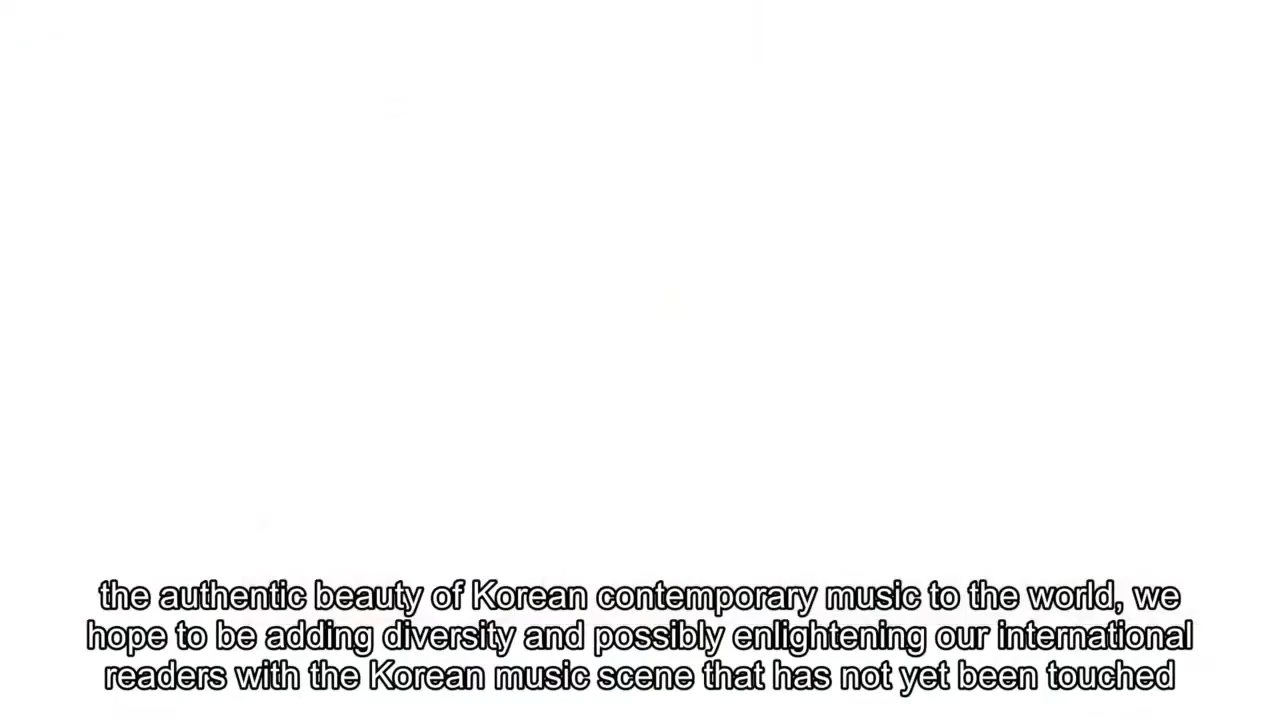 the authentic beauty of Korean contemporary music to the world, we
hope to be adding diversity and possibly enlightening our international
readers with the Korean music scene that has not yet been touched